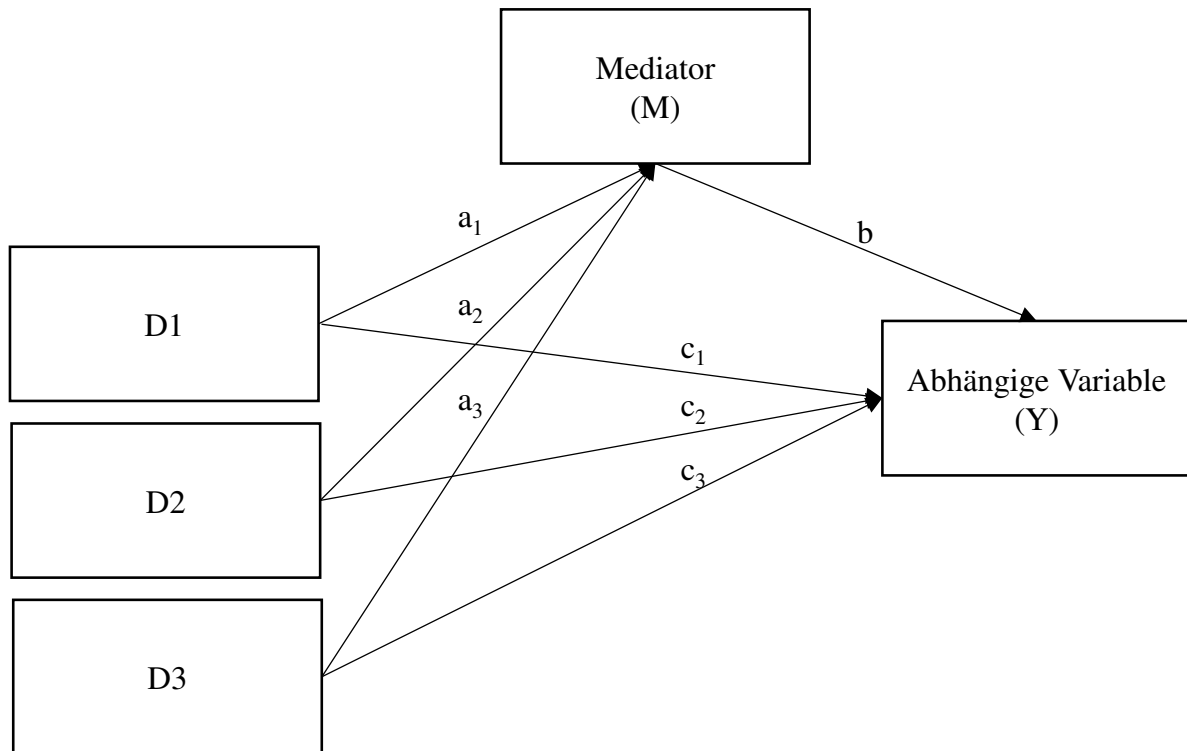 Mediator
(M)
a₁
b
D1
a₂
c₁
Abhängige Variable
(Y)
a₃
c₂
c₃
D2
D3